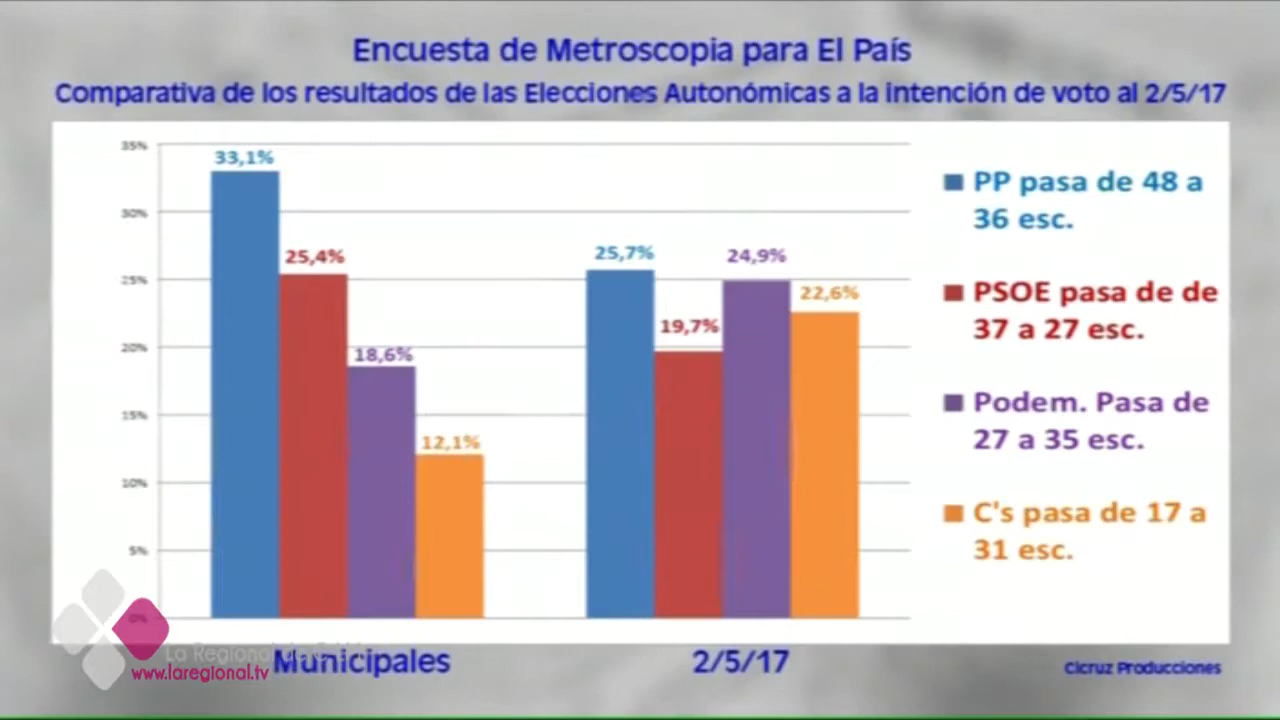 Encuesta de Metroscopia para El País
Comparativa de los resultados de las Elecciones Autonómicas a la intención de voto al 2/5/17
35%
30%
25%
20%
15%
10%
5%
0%
33,1%
25,4%
18,6%
12,1%
25,7%
19,7%
24,9%
22,6%
PP pasa de 48 a
36 esc.
PSOE pasa de de
37 a 27 esc.
Podem. Pasa de
27 a 35 esc.
C's pasa de 17 a
31 esc.
La Regional
www.laregional.tv
Municipales
2/5/17
Cicruz Producciones